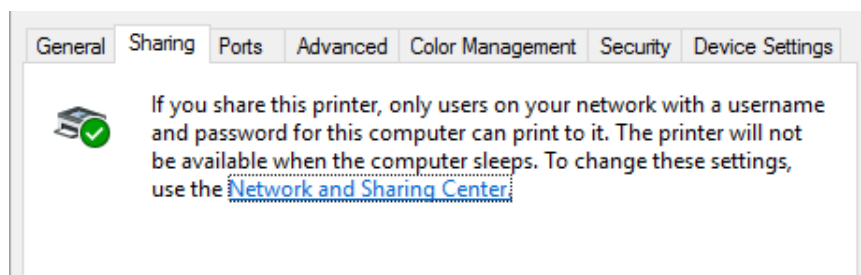 General Sharing Ports Advanced Color Management Security Device Settings
If you share this printer, only users on your network with a username
and password for this computer can print to it. The printer will not
be available when the computer sleeps. To change these settings,
use the Network and Sharing Center.